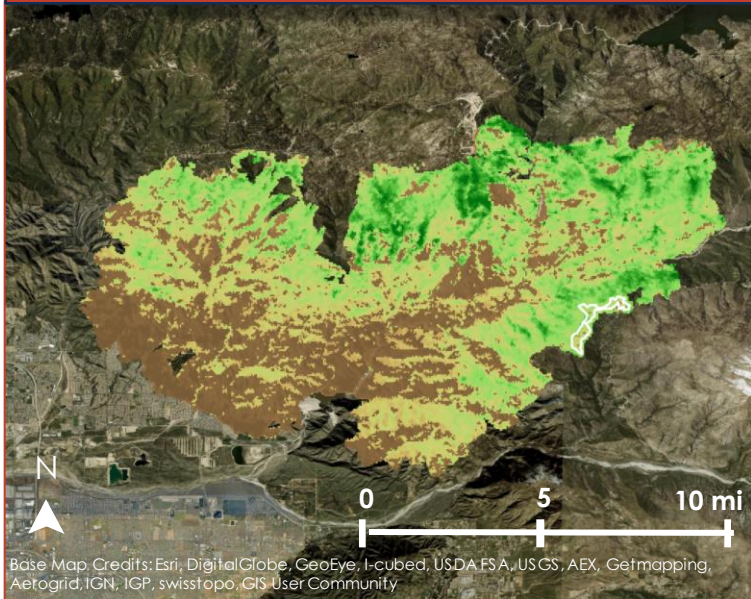 N
0 5 10 mi
Base Map Credits: Esri, DigitalGlobe, GeoEye, I-cubed, USDA FSA, USGS, AEX, Getmapping,
Aerogrid, IGN, IGP, swisstopo, GIS User Community